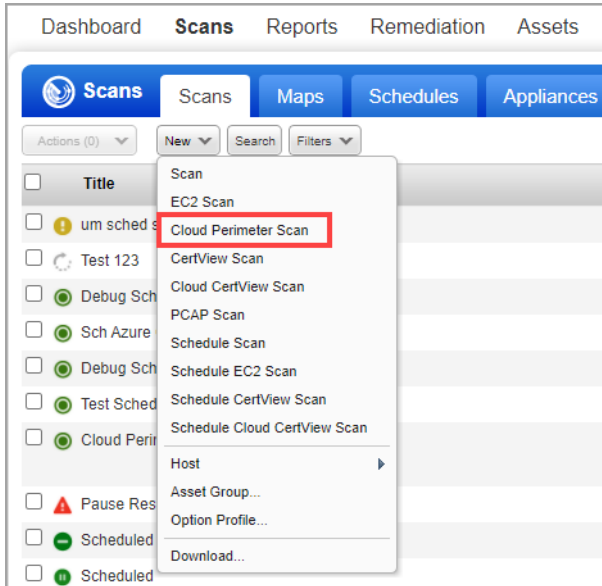 Dashboard Scans Reports Remediation Assets
Scans Scans Maps Schedules Appliances
Actions (0) New Search Filters
Title
um sched s
Test 123
Debug Sch
Sch Azure
Debug Sch
Test Sched
Cloud Perim
Pause Res
Scheduled
Scheduled
Scan
EC2 Scan
Cloud Perimeter Scan
CertView Scan
Cloud CertView Scan
PCAP Scan
Schedule Scan
Schedule EC2 Scan
Schedule CertView Scan
Schedule Cloud CertView Scan
Host
Asset Group...
Option Profile...
Download...